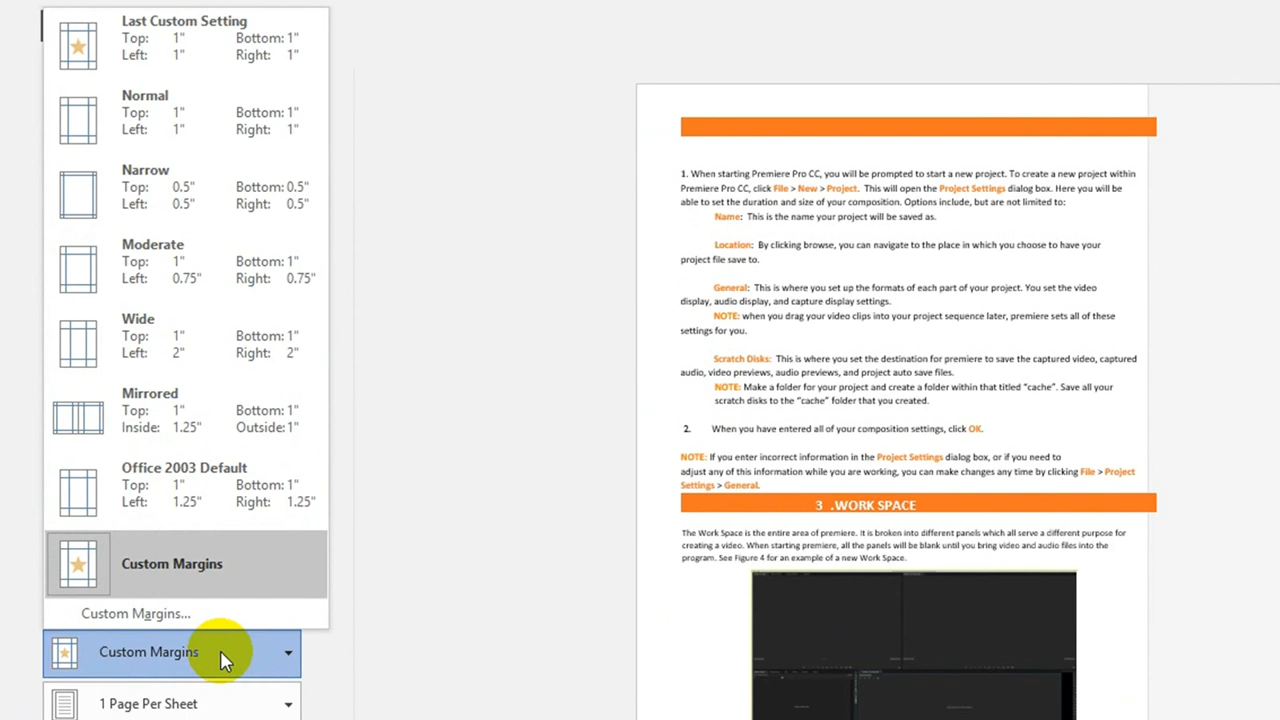 Last Custom Setting
Top: 1" Bottom: 1"
Left: 1" Right: 1"
Normal
Top: 1" Bottom: 1"
Left: 1" Right: 1"
Narrow
Top: 0.5" Bottom: 0.5"
Left: 0.5" Right: 0.5"
Moderate
Top: 1" Bottom: 1"
Left: 0.75" Right: 0.75"
Wide
Top: 1" Bottom: 1"
Left: 2" Right: 2"
Mirrored
Top: 1" Bottom: 1"
Inside: 1.25" Outside: 1"
Office 2003 Default
Top: 1" Bottom: 1"
Left: 1.25" Right: 1.25"
Custom Margins
Custom Margins...
Custom Margins
1 Page Per Sheet
1. When starting Premiere Pro CC, you will be prompted to start a new project. To create a new project within
Premiere Pro CC, click File > New > Project. This will open the Project Settings dialog box. Here you will be
able to set the duration and size of your composition. Options include, but are not limited to:
Name: This is the name your project will be saved as.
Location: By clicking browse, you can navigate to the place in which you choose to have your
project file save to.
General: This is where you set up the formats of each part of your project. You set the video
display, audio display, and capture display settings.
NOTE: when you drag your video clips into your project sequence later, premiere sets all of these
settings for you.
Scratch Disks: This is where you set the destination for premiere to save the captured video, captured
audio, video previews, audio previews, and project auto save files.
NOTE: Make a folder for your project and create a folder within that titled “cache”. Save all your
scratch disks to the “cache” folder that you created.
2. When you have entered all of your composition settings, click OK.
NOTE: If you enter incorrect information in the Project Settings dialog box, or if you need to
adjust any of this information while you are working, you can make changes any time by clicking File > Project
Settings > General.
3 .WORK SPACE
The Work Space is the entire area of premiere. It is broken into different panels which all serve a different purpose for
creating a video. When starting premiere, all the panels will be blank until you bring video and audio files into the
program. See Figure 4 for an example of a new Work Space.